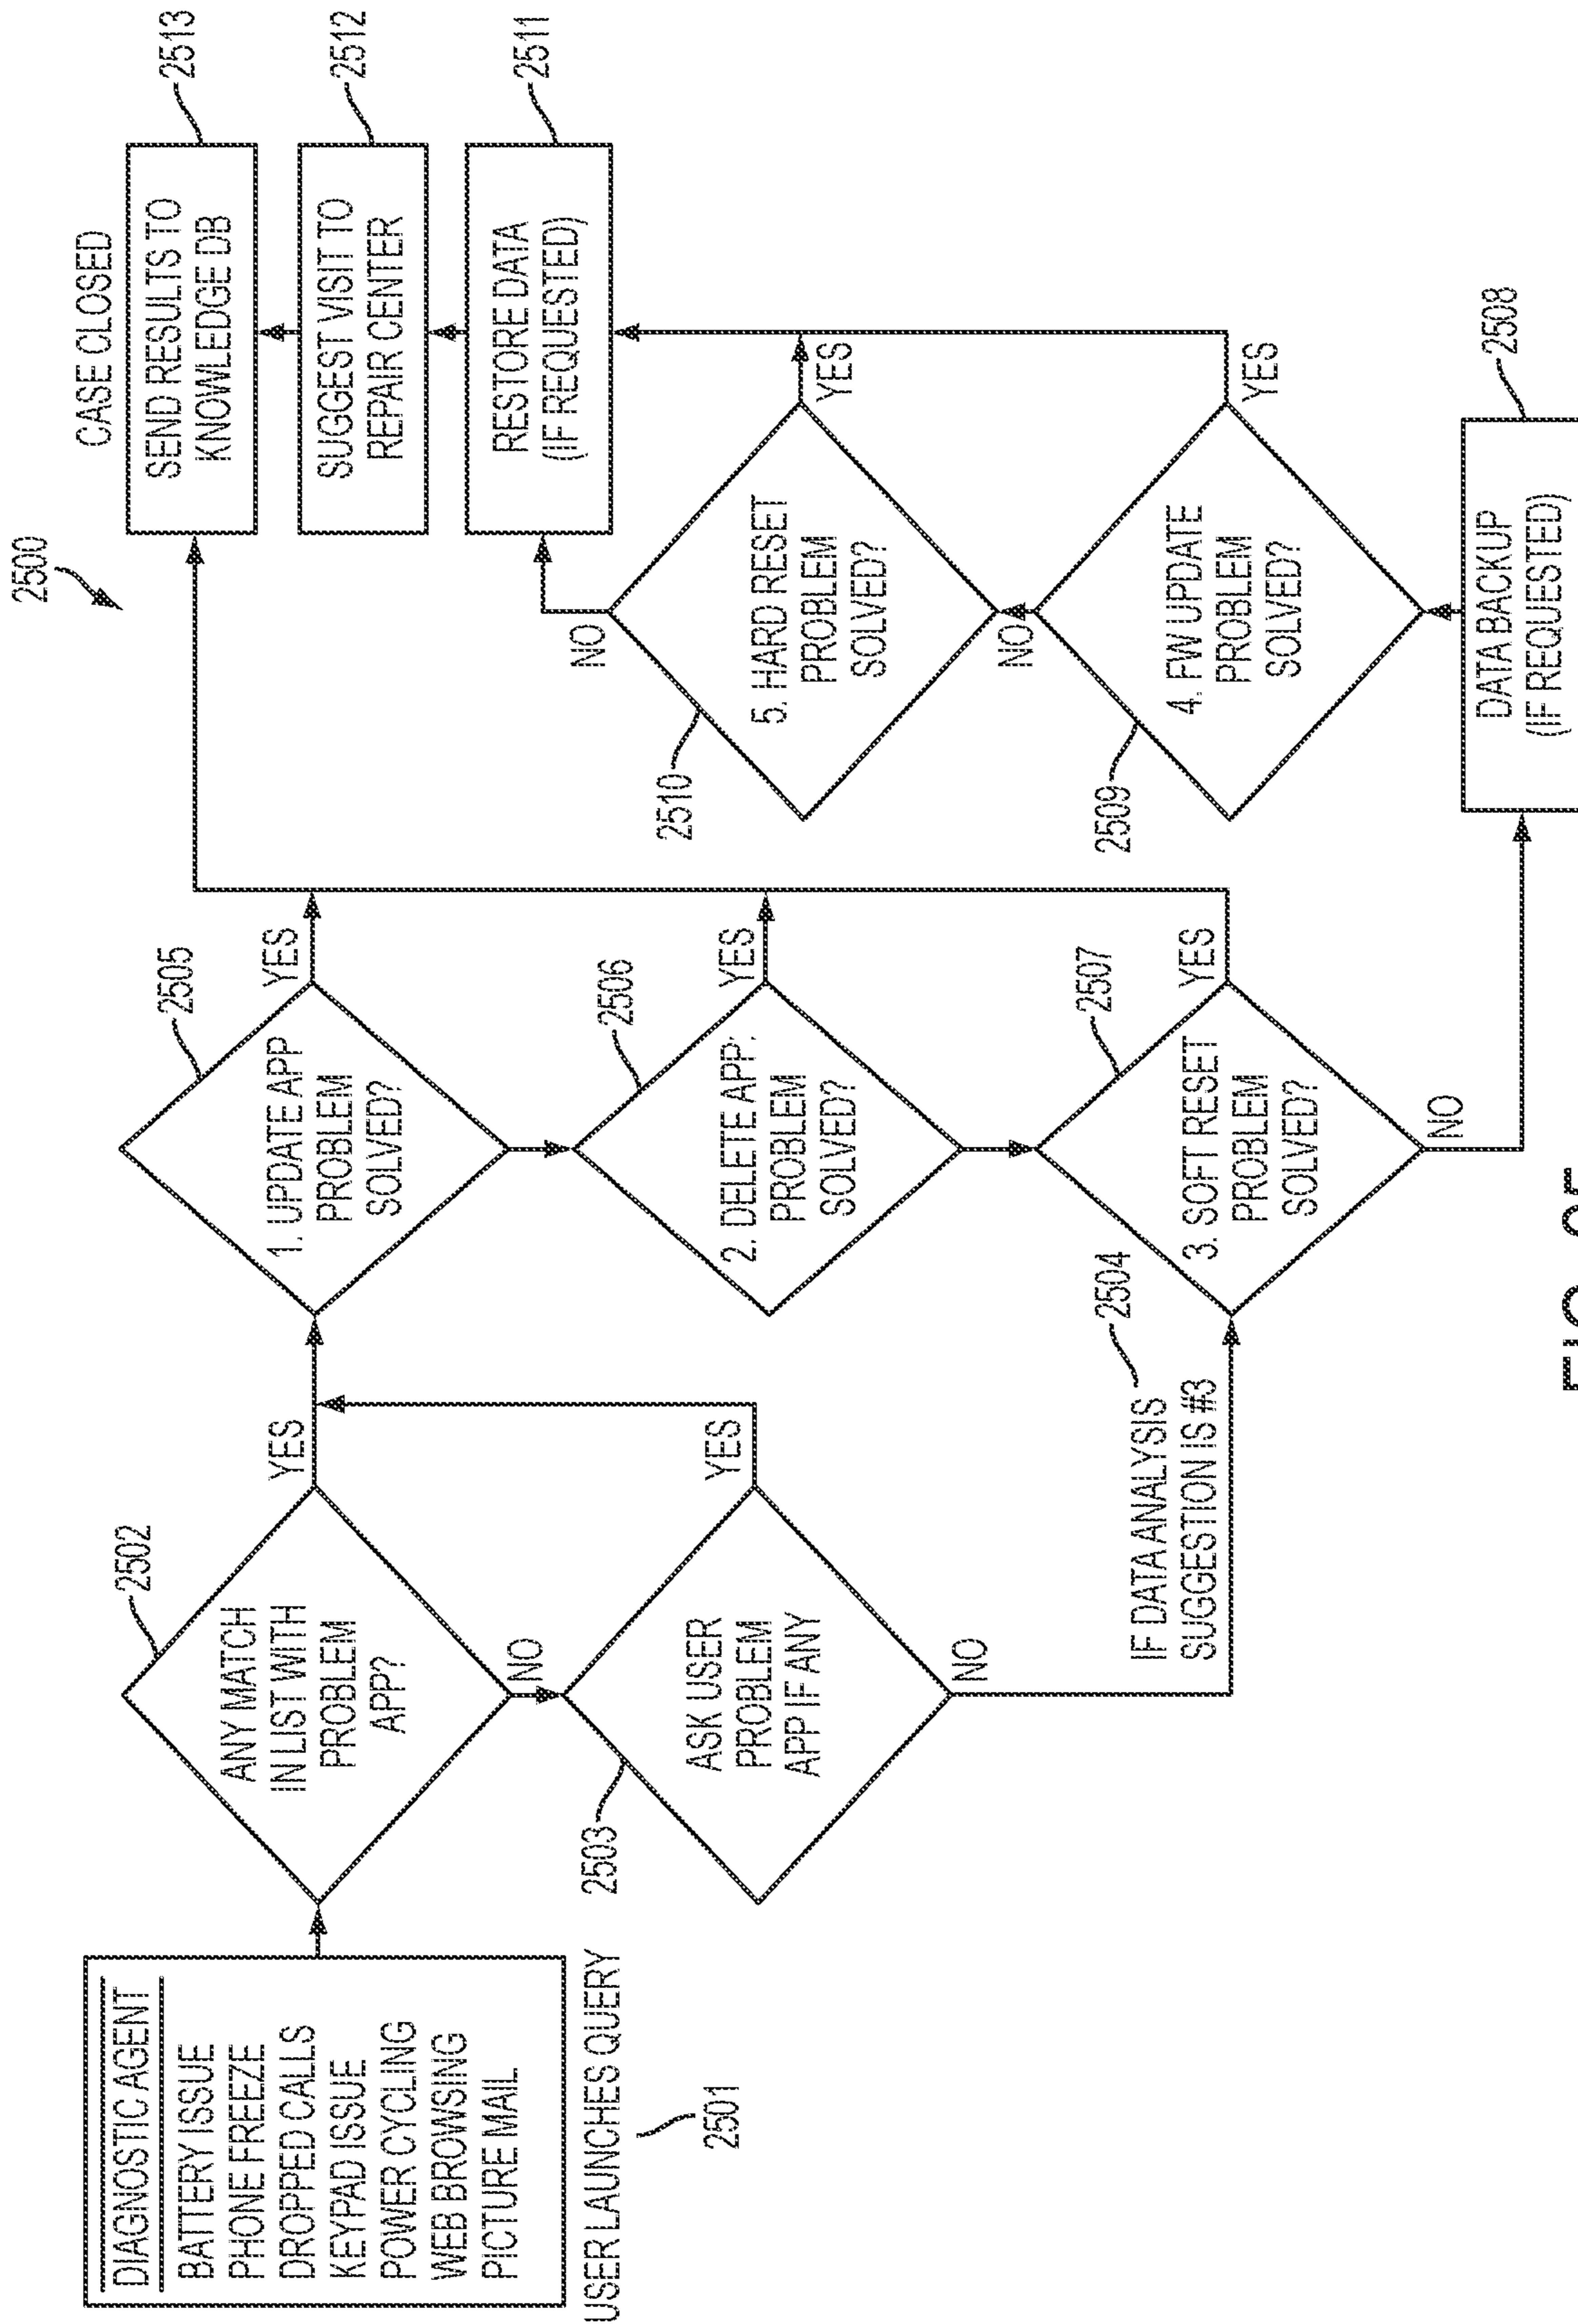 2500
DIAGNOSTIC AGENT
BATTERY ISSUE
PHONE FREEZE
DROPPED CALLS
KEYPAD ISSUE
POWER CYCLING
WEB BROWSING
PICTURE MAIL
USER LAUNCHES QUERY
2501
2502
ANY MATCH
IN LIST WITH
PROBLEM
APP?
YES
NO
2503
ASK USER
PROBLEM
APP IF ANY
YES
NO
IF DATA ANALYSIS
SUGGESTION IS #3
2504
2505
1. UPDATE APP
PROBLEM
SOLVED?
YES
2506
2. DELETE APP:
PROBLEM
SOLVED?
YES
2507
3. SOFT RESET
PROBLEM
SOLVED?
YES
NO
DATA BACKUP
(IF REQUESTED)
2508
2509
4. FW UPDATE
PROBLEM
SOLVED?
YES
NO
2510
5. HARD RESET
PROBLEM
SOLVED?
YES
NO
RESTORE DATA
(IF REQUESTED)
2511
SUGGEST VISIT TO
REPAIR CENTER
2512
CASE CLOSED
SEND RESULTS TO
KNOWLEDGE DB
2513